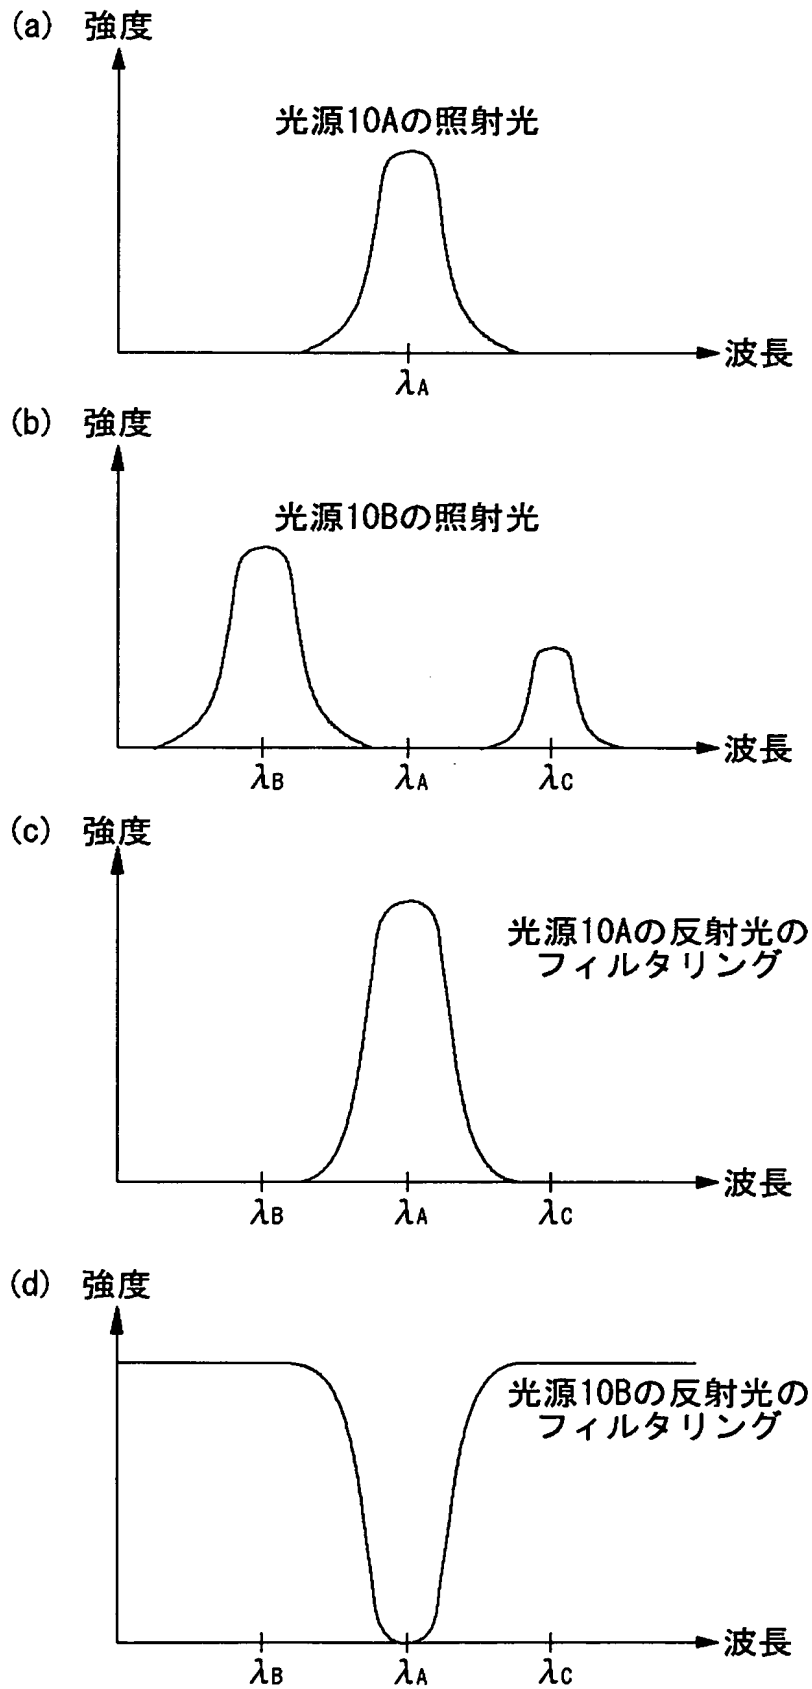 (a) 強度
光源10Aの照射光
波長
λA
(b) 強度
光源10Bの照射光
波長
λB λA λC
(c) 強度
光源10Aの反射光の
フィルタリング
波長
λB λA λC
(d) 強度
光源10Bの反射光の
フィルタリング
波長
λB λA λC